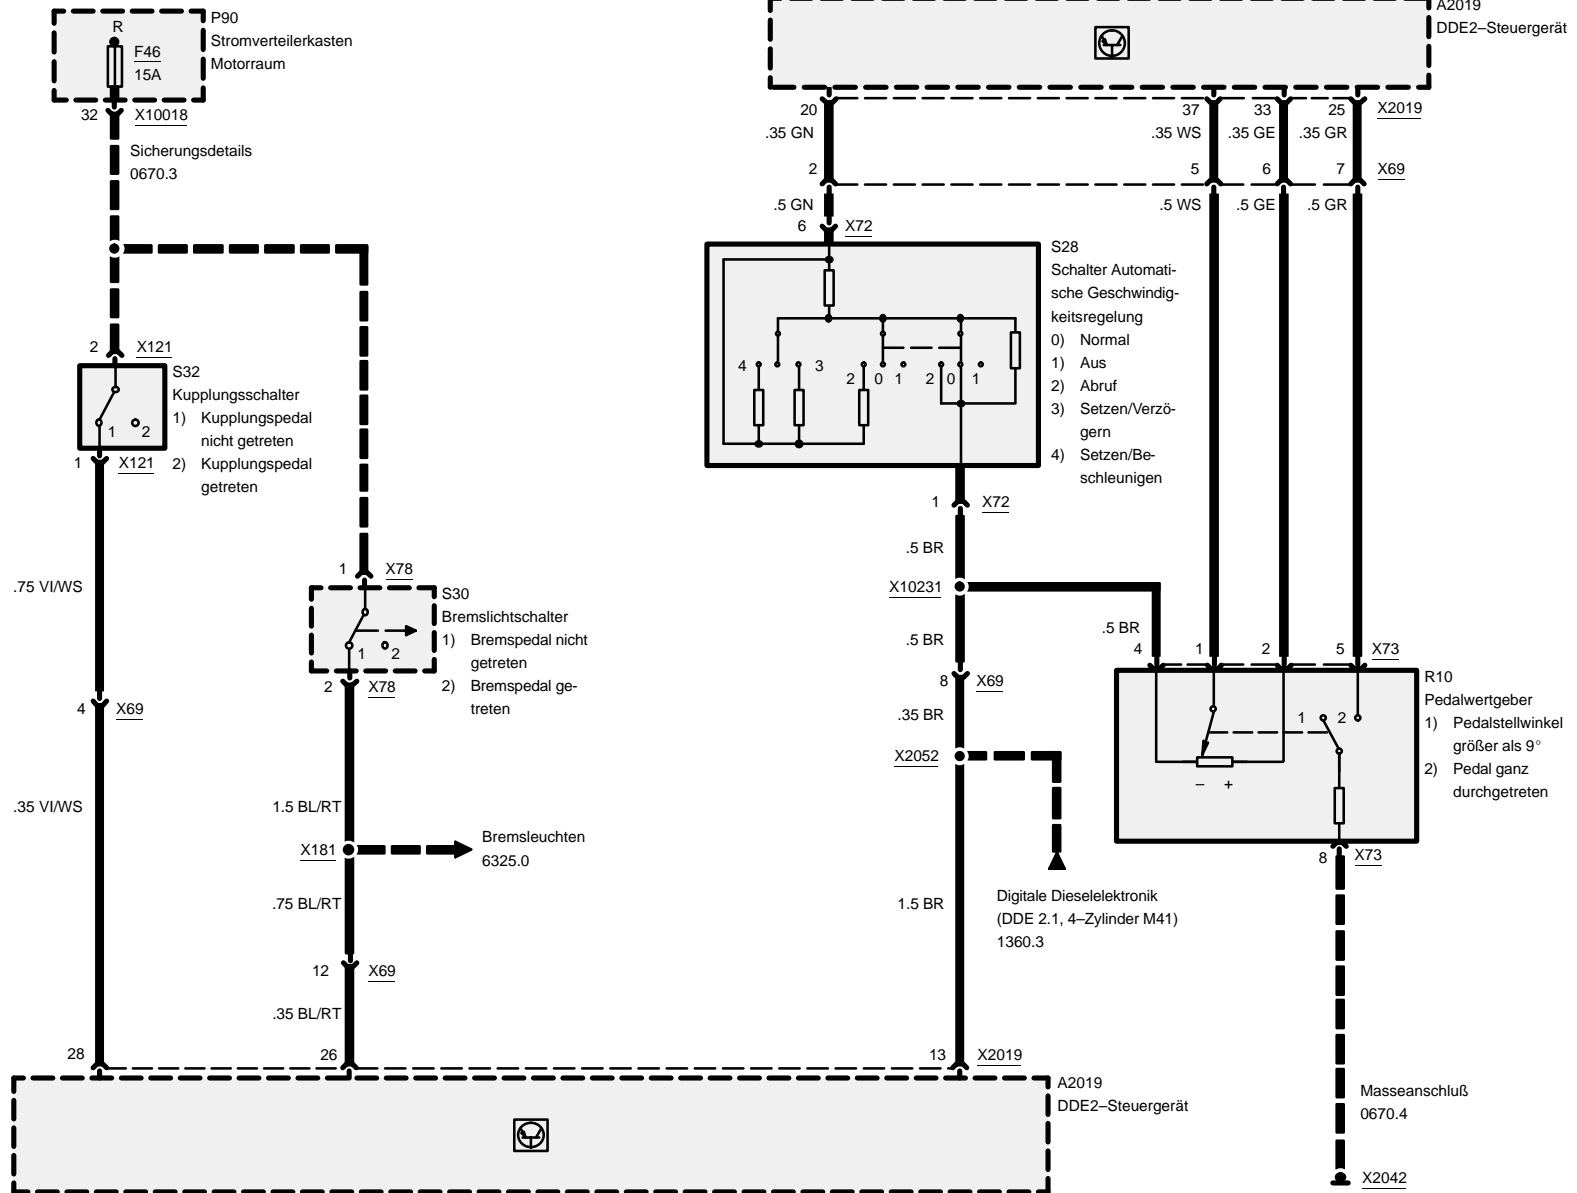 R
F46
15A
P90
Stromverteilerkasten
Motorraum
32 X10018
Sicherungsdetails
0670.3
2 X121
S32
Kupplungsschalter
1) Kupplungspedal
nicht getreten
2) Kupplungspedal
getreten
1 2
1 X121
.75 VI/WS
4 X69
.35 VI/WS
28
1 X78
S30
Bremslichtschalter
1) Bremspedal nicht
getreten
2) Bremspedal ge-
treten
1 2
2 X78
1.5 BL/RT
X181
Bremsleuchten
6325.0
.75 BL/RT
12 X69
.35 BL/RT
26
A2019
DDE2–Steuergerät
20 37 33 25 X2019
.35 GN .35 WS .35 GE .35 GR
2 5 6 7 X69
.5 GN .5 WS .5 GE .5 GR
6 X72
S28
Schalter Automati-
sche Geschwindig-
keitsregelung
0) Normal
1) Aus
2) Abruf
3) Setzen/Verzö-
gern
4) Setzen/Be-
schleunigen
4 3 2 0 1 2 0 1
1 X72
.5 BR
X10231
.5 BR
.5 BR
8 X69
.35 BR
X2052
Digitale Dieselelektronik
(DDE 2.1, 4–Zylinder M41)
1360.3
1.5 BR
13 X2019
4 1 2 5 X73
R10
Pedalwertgeber
1) Pedalstellwinkel
größer als 9°
2) Pedal ganz
durchgetreten
1 2
– +
8 X73
Masseanschluß
0670.4
X2042
A2019
DDE2–Steuergerät